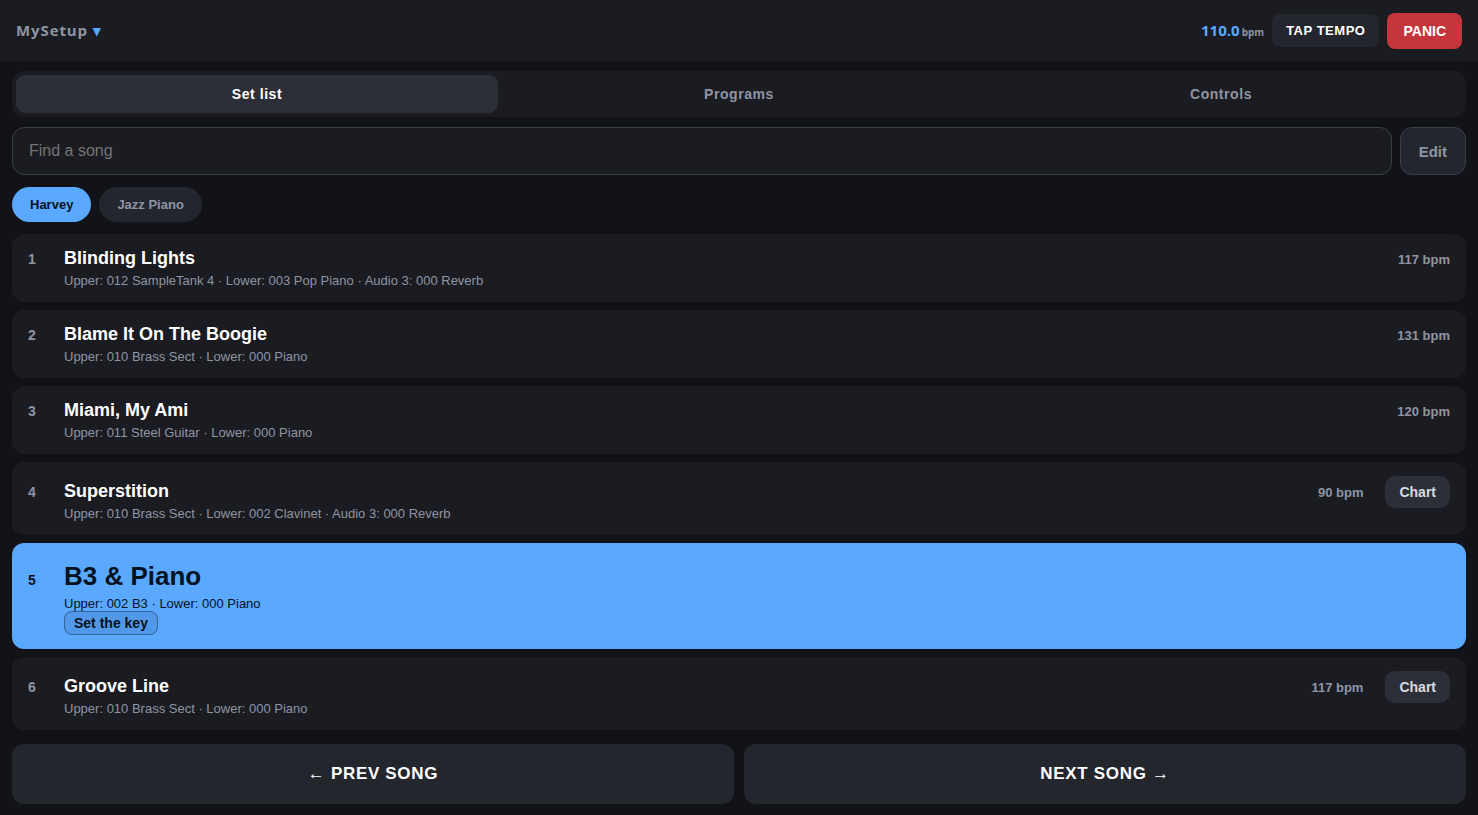 MySetup ▼
110.0 bpm
TAP TEMPO
PANIC
Set list
Programs
Controls
Find a song
Edit
Harvey
Jazz Piano
1 Blinding Lights 117 bpm
Upper: 012 SampleTank 4 · Lower: 003 Pop Piano · Audio 3: 000 Reverb
2 Blame It On The Boogie 131 bpm
Upper: 010 Brass Sect · Lower: 000 Piano
3 Miami, My Ami 120 bpm
Upper: 011 Steel Guitar · Lower: 000 Piano
4 Superstition 90 bpm Chart
Upper: 010 Brass Sect · Lower: 002 Clavinet · Audio 3: 000 Reverb
5 B3 & Piano
Upper: 002 B3 · Lower: 000 Piano
Set the key
6 Groove Line 117 bpm Chart
Upper: 010 Brass Sect · Lower: 000 Piano
← PREV SONG
NEXT SONG →